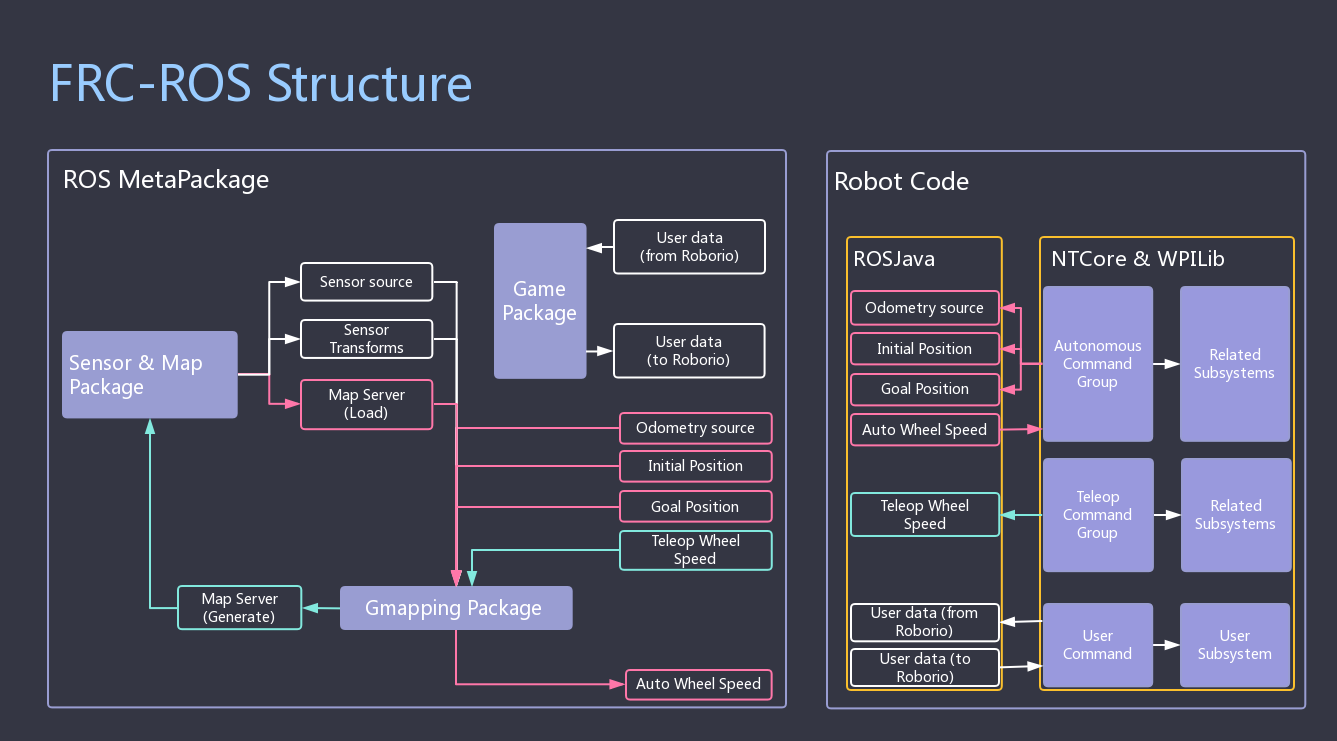 FRC-ROS Structure
ROS MetaPackage
Sensor & Map
Package
Sensor source
Sensor
Transforms
Map Server
(Load)
Game
Package
User data
(from Roborio)
User data
(to Roborio)
Odometry source
Initial Position
Goal Position
Teleop Wheel
Speed
Map Server
(Generate)
Gmapping Package
Auto Wheel Speed
Robot Code
ROSJava
Odometry source
Initial Position
Goal Position
Auto Wheel Speed
Teleop Wheel
Speed
User data (from
Roborio)
User data (to
Roborio)
NTCore & WPILib
Autonomous
Command
Group
Related
Subsystems
Teleop
Command
Group
Related
Subsystems
User
Command
User
Subsystem